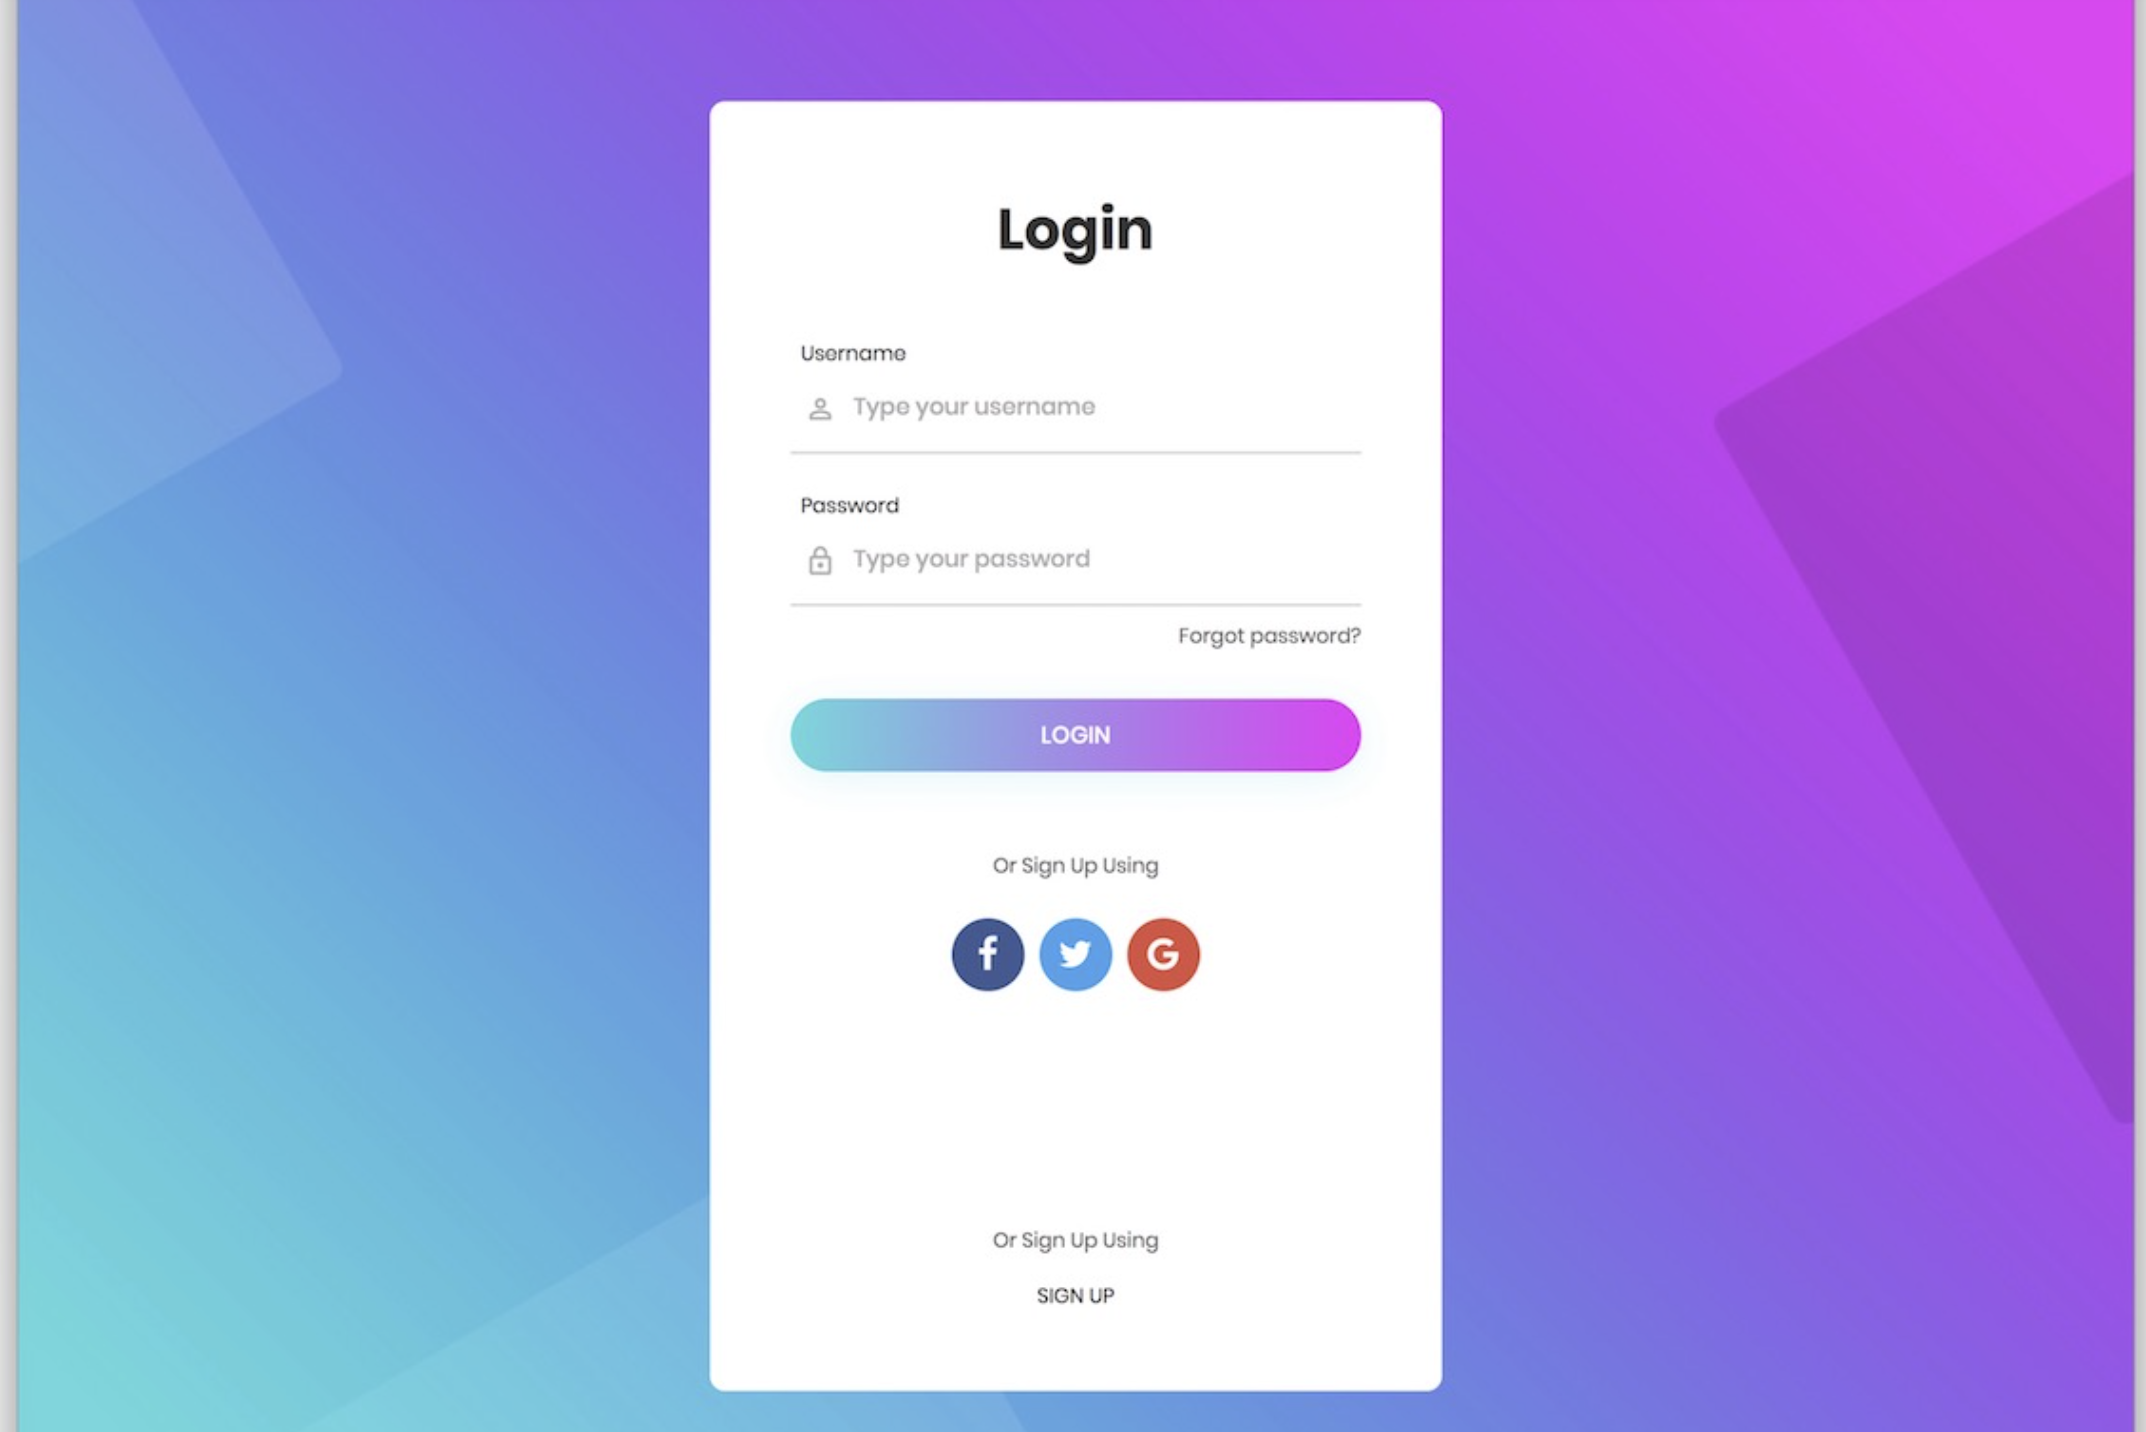 Login
Username
Type your username
Password
Type your password
Forgot password?
LOGIN
Or Sign Up Using
f G
Or Sign Up Using
SIGN UP